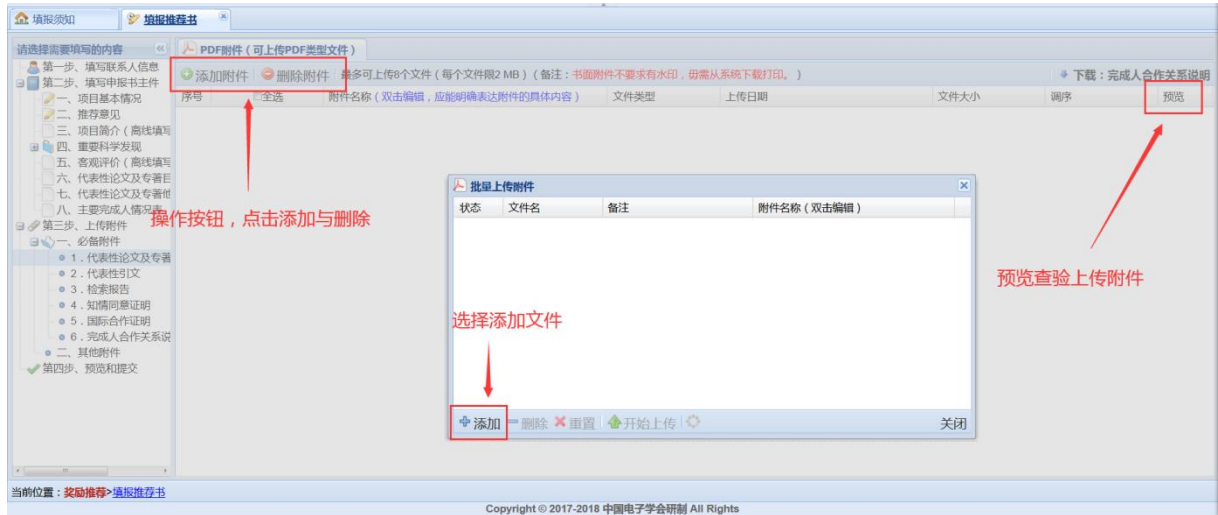 填报须知 填报推荐书
请选择需要填写的内容
第一步、填写联系人信息
第二步、填写申报书主件
一、项目基本情况
二、推荐意见
三、项目简介（离线填写
四、重要科学发现
五、客观评价（离线填写
六、代表性论文及专著目
七、代表性论文及专著他
八、主要完成人情况表
第三步、上传附件
一、必备附件
1．代表性论文及专著
2．代表性引文
3．检索报告
4．知情同意证明
5．国际合作证明
6．完成人合作关系说
二、其他附件
第四步、预览和提交
PDF附件（可上传PDF类型文件）
添加附件 删除附件 最多可上传8个文件（每个文件限2 MB）（备注：书面附件不要求有水印，毋需从系统下载打印。） 下载：完成人合作关系说明
序号 全选 附件名称（双击编辑，应能明确表达附件的具体内容） 文件类型 上传日期 文件大小 调序 预览
操作按钮，点击添加与删除
批量上传附件
状态 文件名 备注 附件名称（双击编辑）
预览查验上传附件
选择添加文件
添加 删除 重置 开始上传 关闭
当前位置：奖励推荐>填报推荐书
Copyright © 2017-2018 中国电子学会研制 All Rights